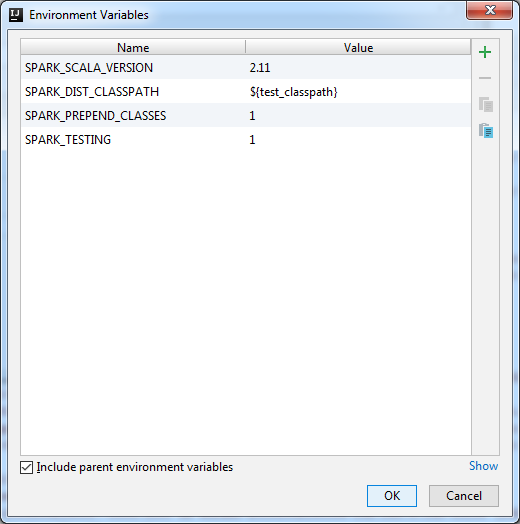 IJ Environment Variables
Name Value
SPARK_SCALA_VERSION 2.11
SPARK_DIST_CLASSPATH ${test_classpath}
SPARK_PREPEND_CLASSES 1
SPARK_TESTING 1
Include parent environment variables Show
OK Cancel